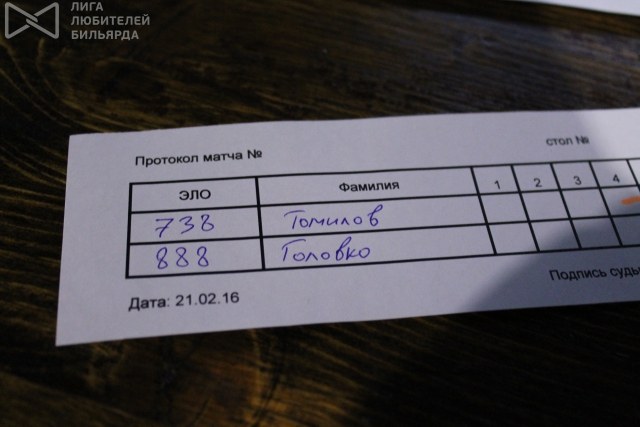 ЛИГА
ЛЮБИТЕЛЕЙ
БИЛЬЯРДА
Протокол матча № стол №
ЭЛО Фамилия 1 2 3 4
738 Томилов
888 Головко
Подпись судь
Дата: 21.02.16